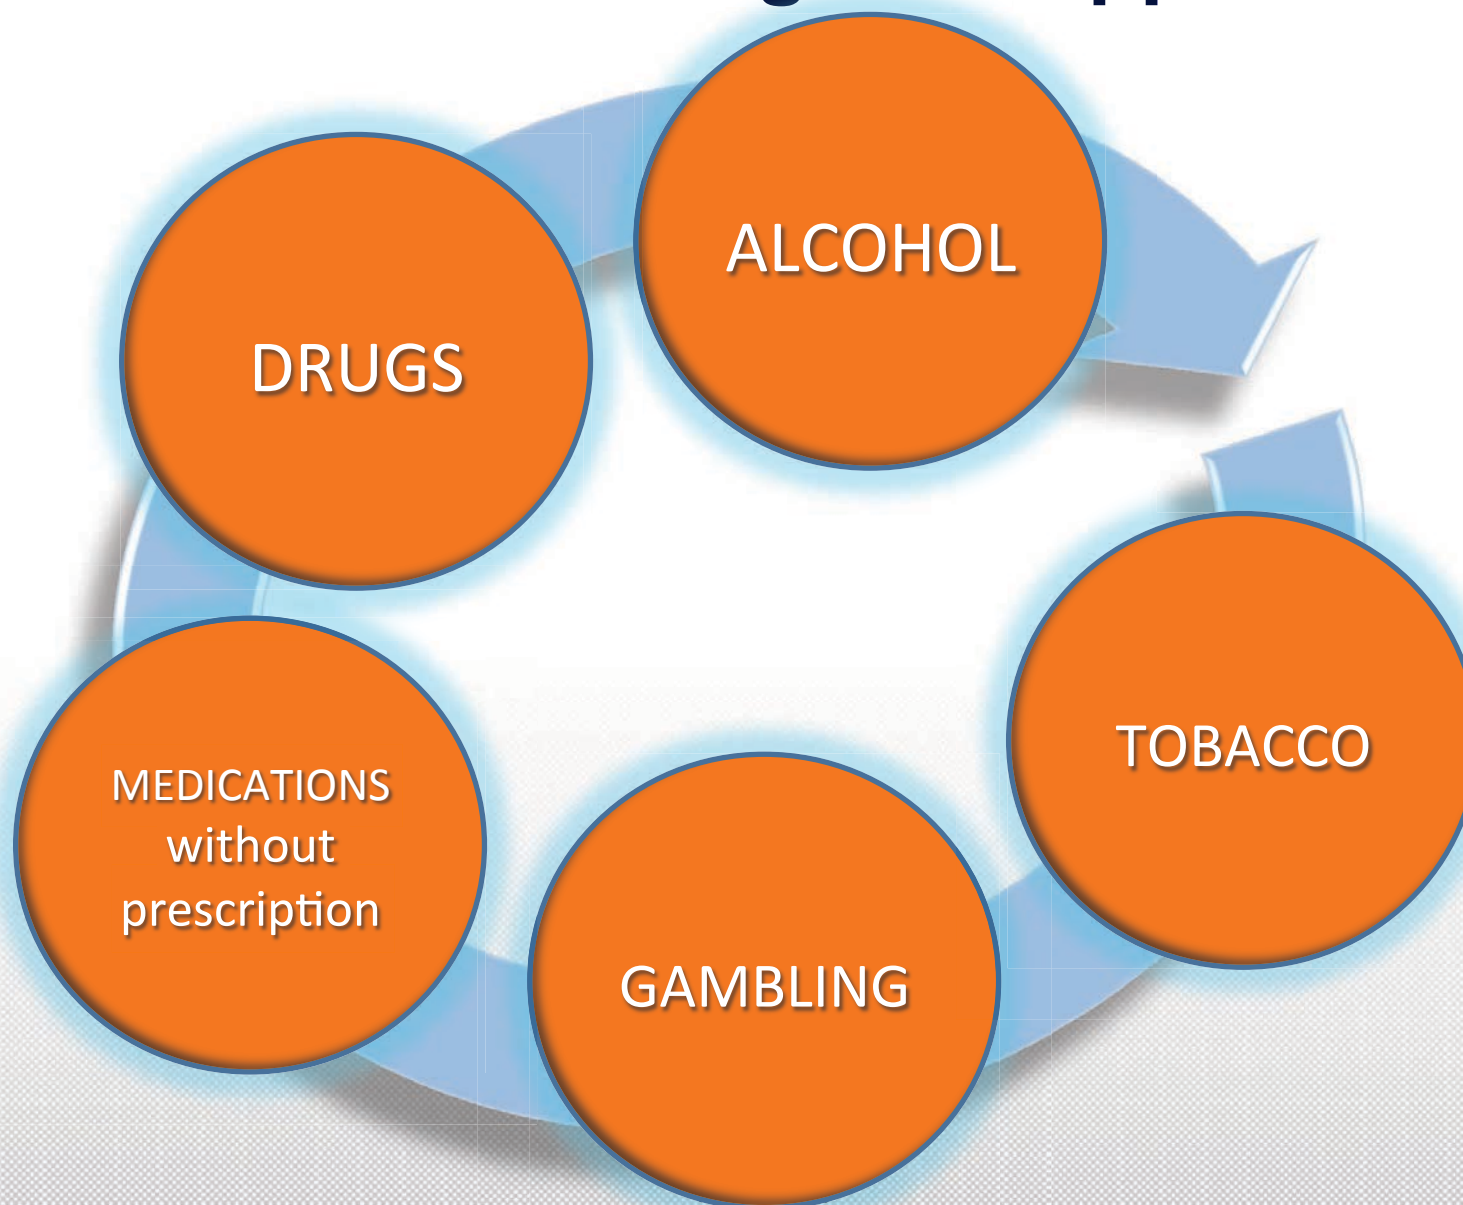 ALCOHOL
DRUGS
TOBACCO
MEDICATIONS
without
prescription
GAMBLING